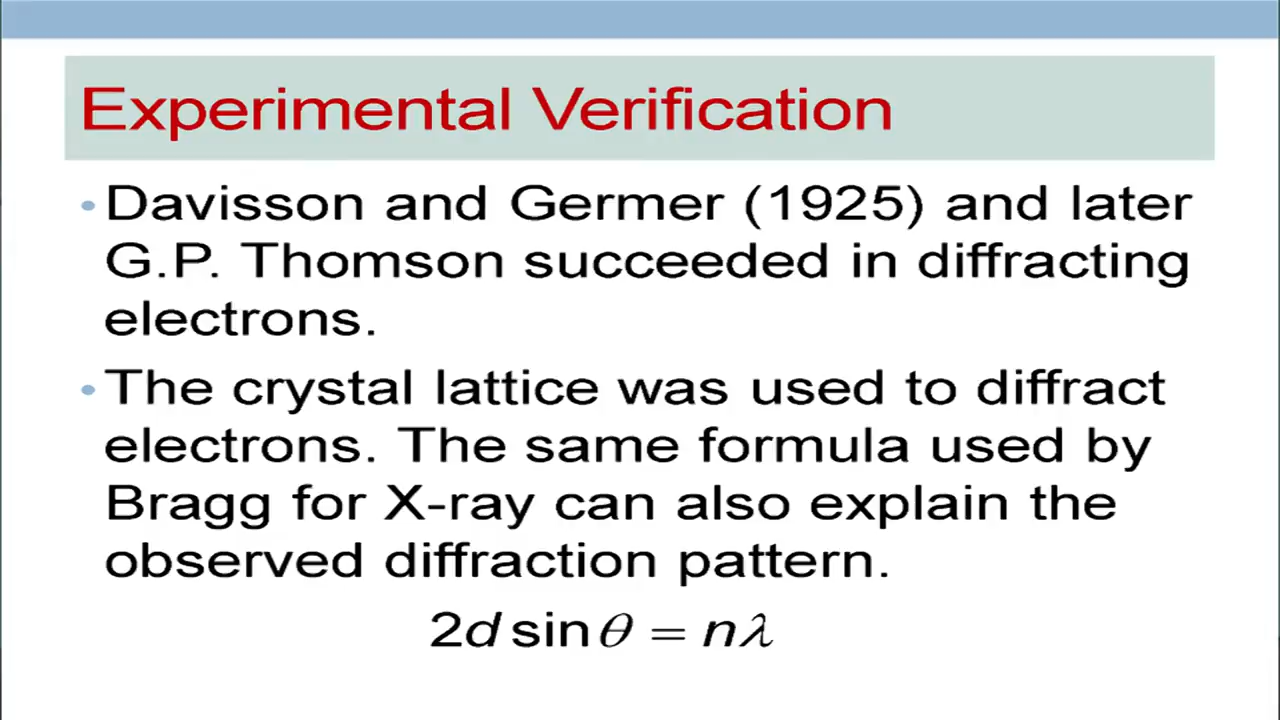 Experimental Verification
•Davisson and Germer (1925) and later
G.P. Thomson succeeded in diffracting
electrons.
•The crystal lattice was used to diffract
electrons. The same formula used by
Bragg for X-ray can also explain the
observed diffraction pattern.
2d sin θ = nλ